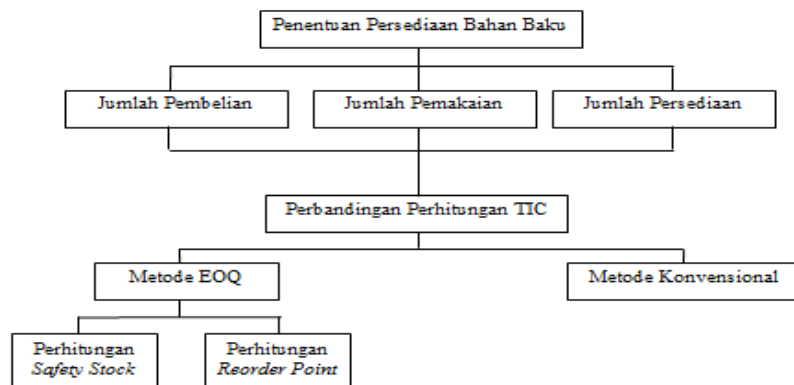 Penentuan Persediaan Bahan Baku
Jumlah Pembelian
Jumlah Pemakaian
Jumlah Persediaan
Perbandingan Perhitungan TIC
Metode EOQ
Metode Konvensional
Perhitungan
Safety Stock
Perhitungan
Reorder Point